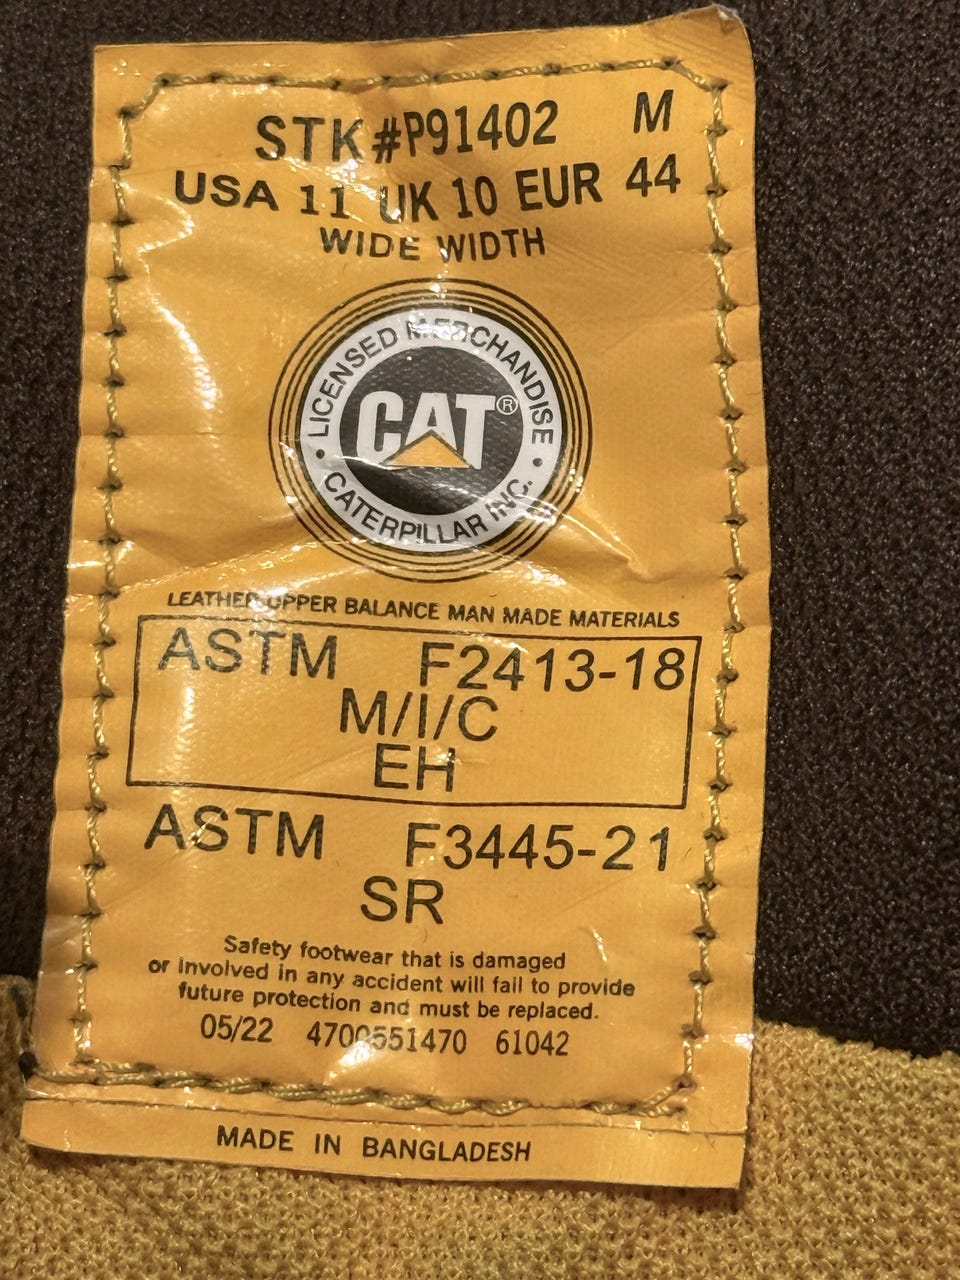 STK #P91402 M
USA 11 UK 10 EUR 44
WIDE WIDTH
LICENSED MERCHANDISE
CAT®
• CATERPILLAR INC. •
LEATHER UPPER BALANCE MAN MADE MATERIALS
ASTM F2413-18
M/I/C
EH
ASTM F3445-21
SR
Safety footwear that is damaged
or involved in any accident will fail to provide
future protection and must be replaced.
05/22 4700551470 61042
MADE IN BANGLADESH